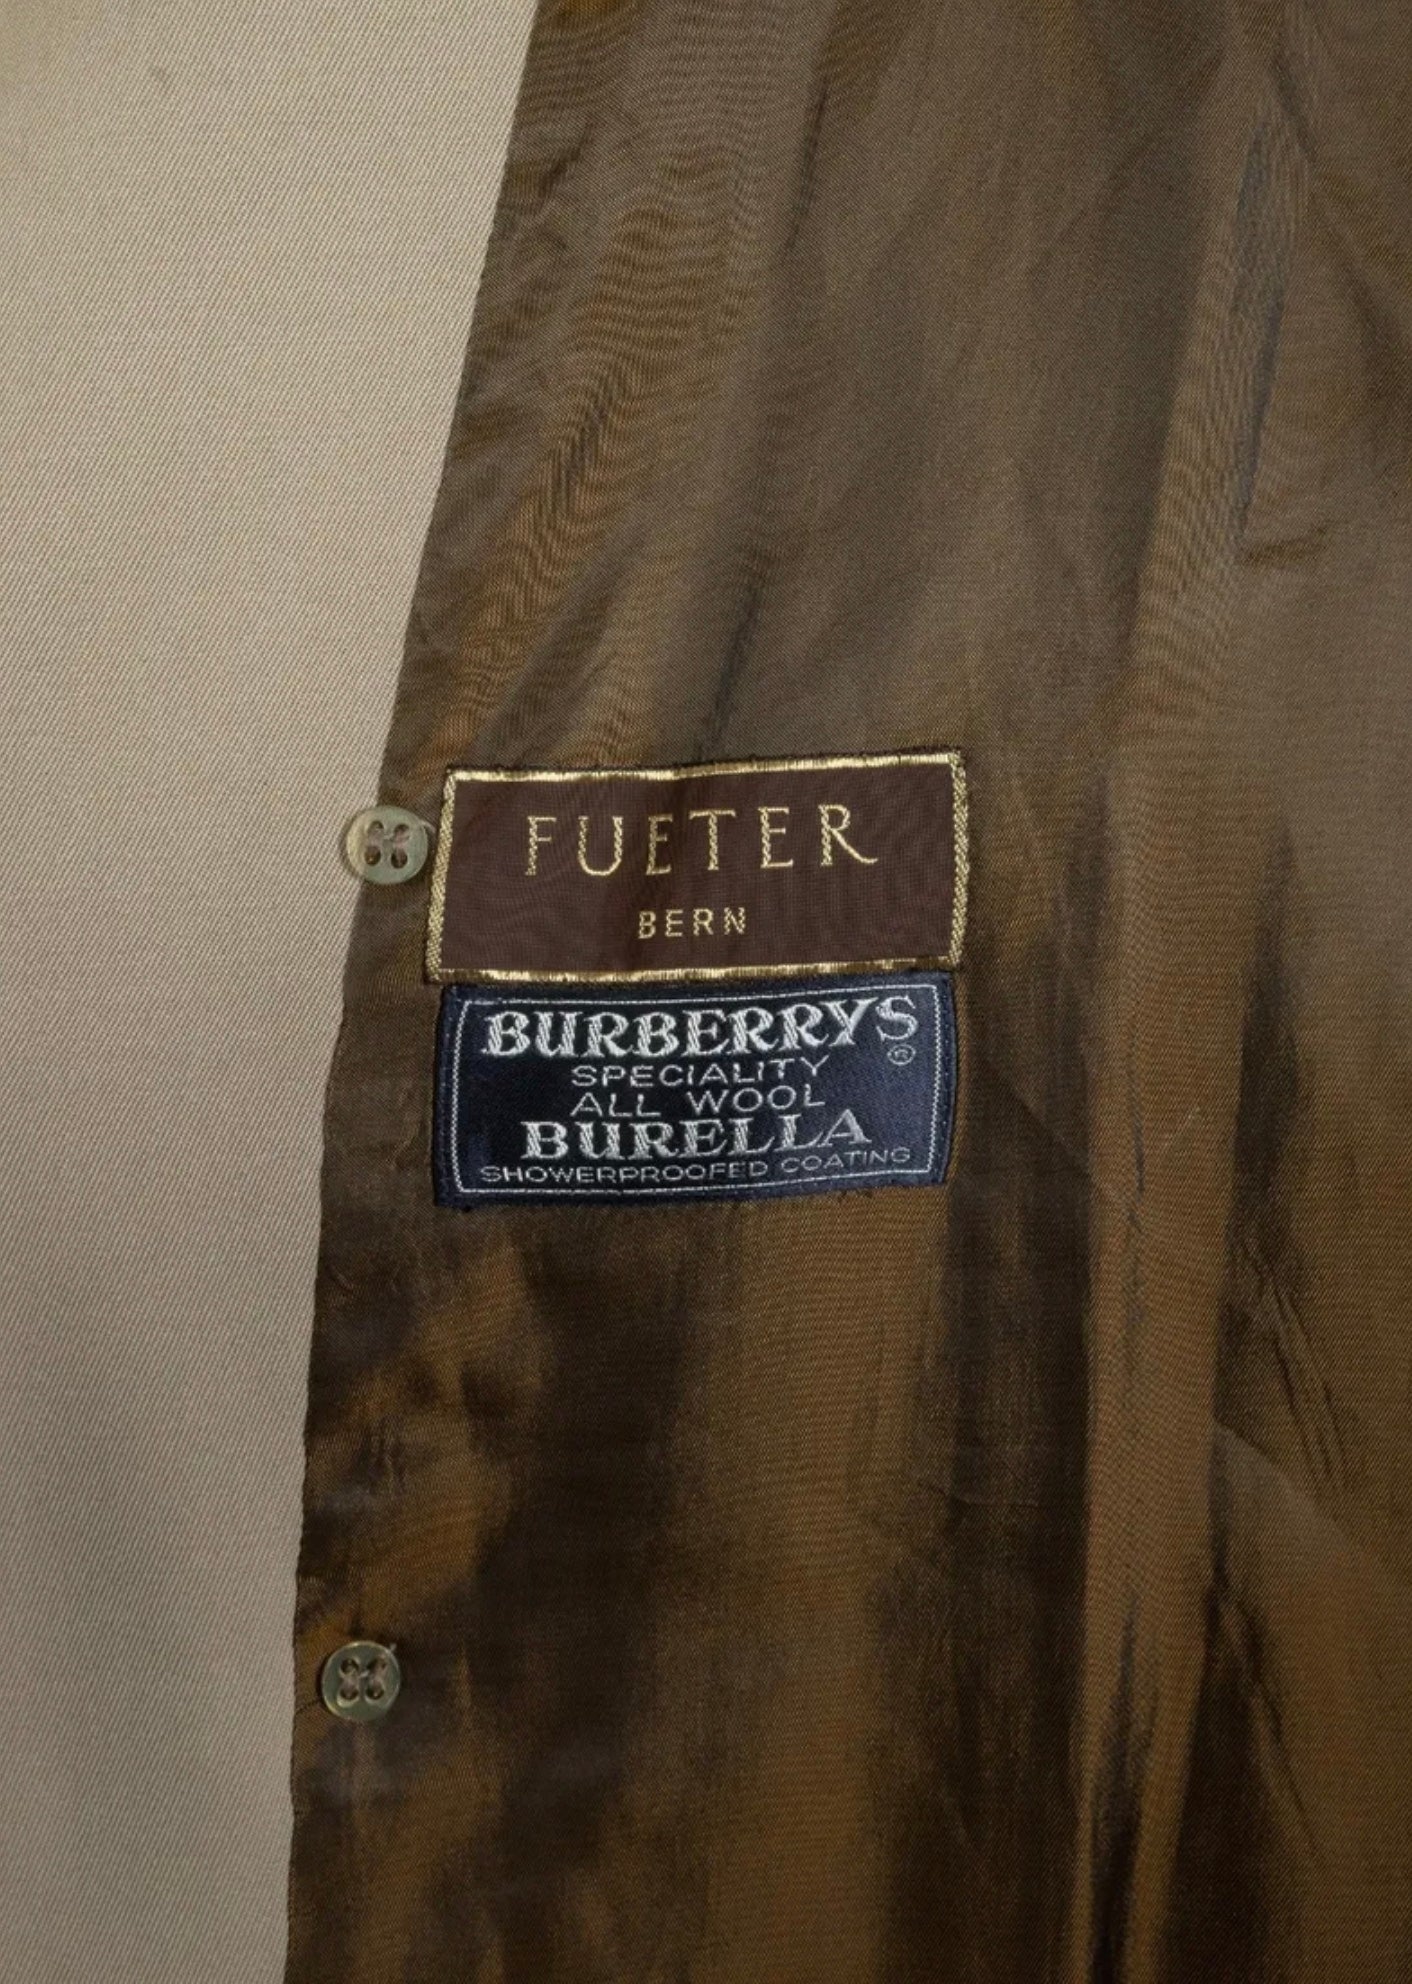 FUETER
BERN
BURBERRYS®
SPECIALITY
ALL WOOL
BURELLA
SHOWERPROOFED COATING